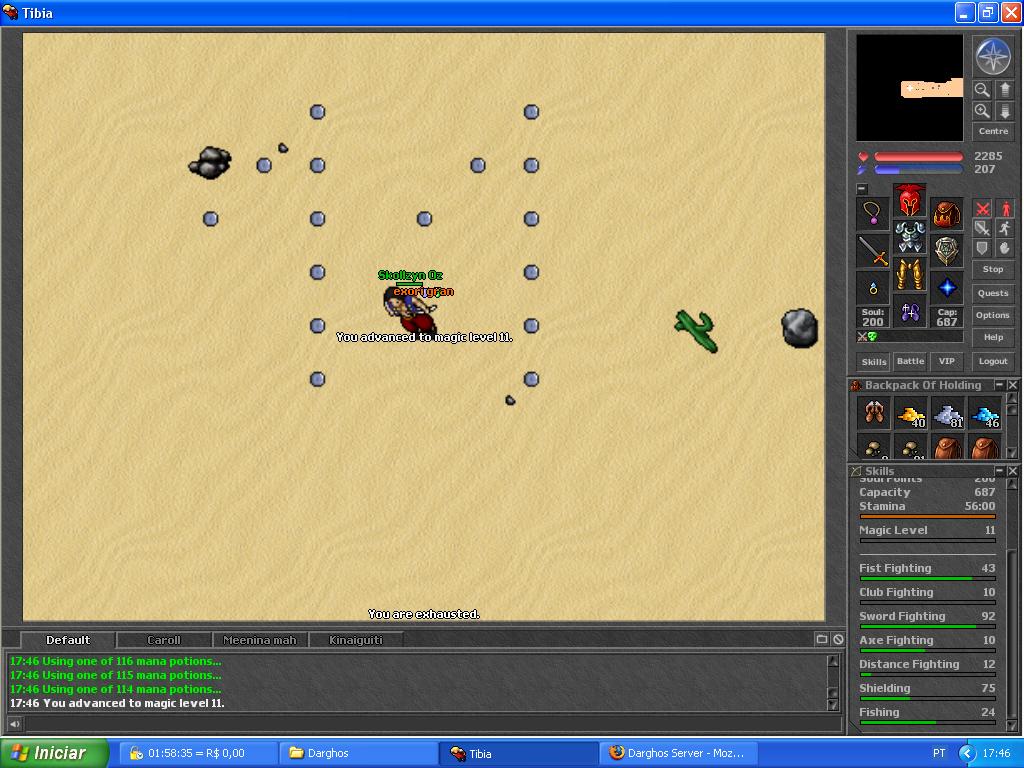 Tibia
Centre
2285
207
Skollzyn Oz
exori gran
You advanced to magic level 11.
Soul:
200
Cap:
687
Stop
Quests
Options
Help
Skills
Battle
VIP
Logout
Backpack Of Holding
40
81
46
Skills
Soul Points 200
Capacity 687
Stamina 56:00
Magic Level 11
Fist Fighting 43
Club Fighting 10
Sword Fighting 92
Axe Fighting 10
Distance Fighting 12
Shielding 75
Fishing 24
You are exhausted.
Default
Caroll
Meenina mah
Kinaiguiti
17:46 Using one of 116 mana potions...
17:46 Using one of 115 mana potions...
17:46 Using one of 114 mana potions...
17:46 You advanced to magic level 11.
Iniciar
01:58:35 = R$ 0,00
Darghos
Tibia
Darghos Server - Moz...
PT
17:46